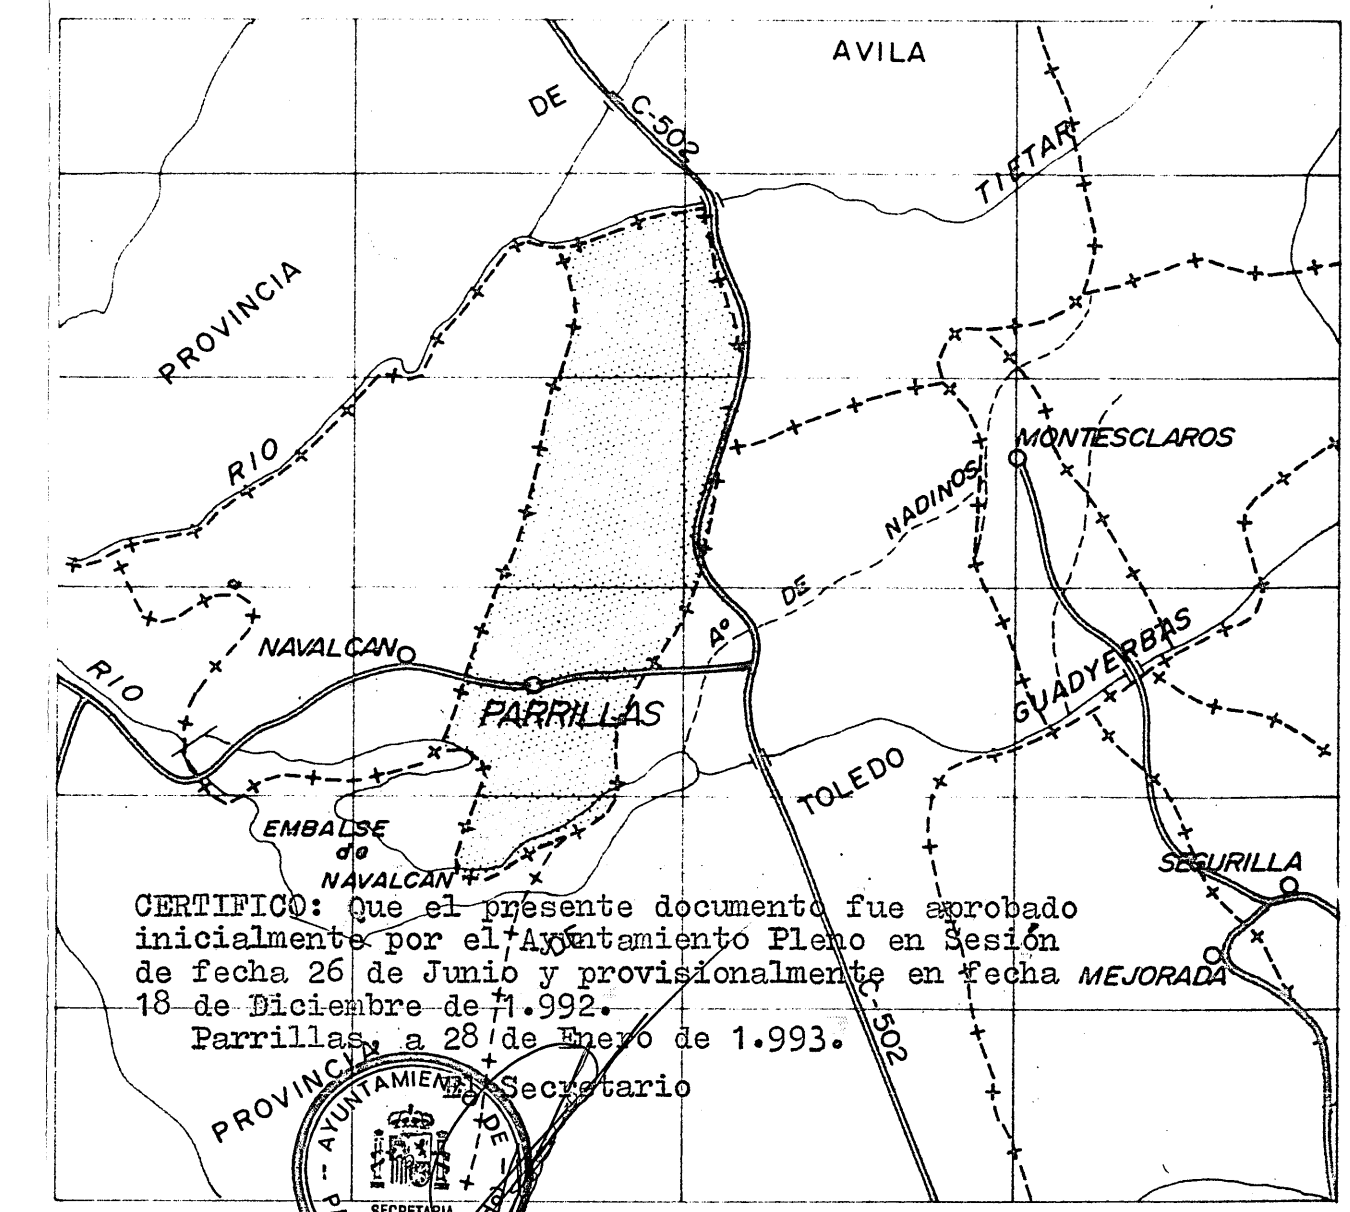 AVILA
DE
C-502
TIETAR
PROVINCIA
RIO
MONTESCLAROS
NADINOS
DE
Aº
NAVALCAN
RIO
PARRILLAS
GUADYERBAS
TOLEDO
EMBALSE
de
NAVALCAN
SEGURILLA
CERTIFICO: Que el presente documento fue aprobado
inicialmente por el Ayuntamiento Pleno en Sesión
DE
de fecha 26 de Junio y provisionalmente en fecha
MEJORADA
18 de Diciembre de 1.992.
C-502
Parrillas, a 28 de Enero de 1.993.
PROVINCIA
El Secretario
AYUNTAMIENTO DE
SECRETARIA